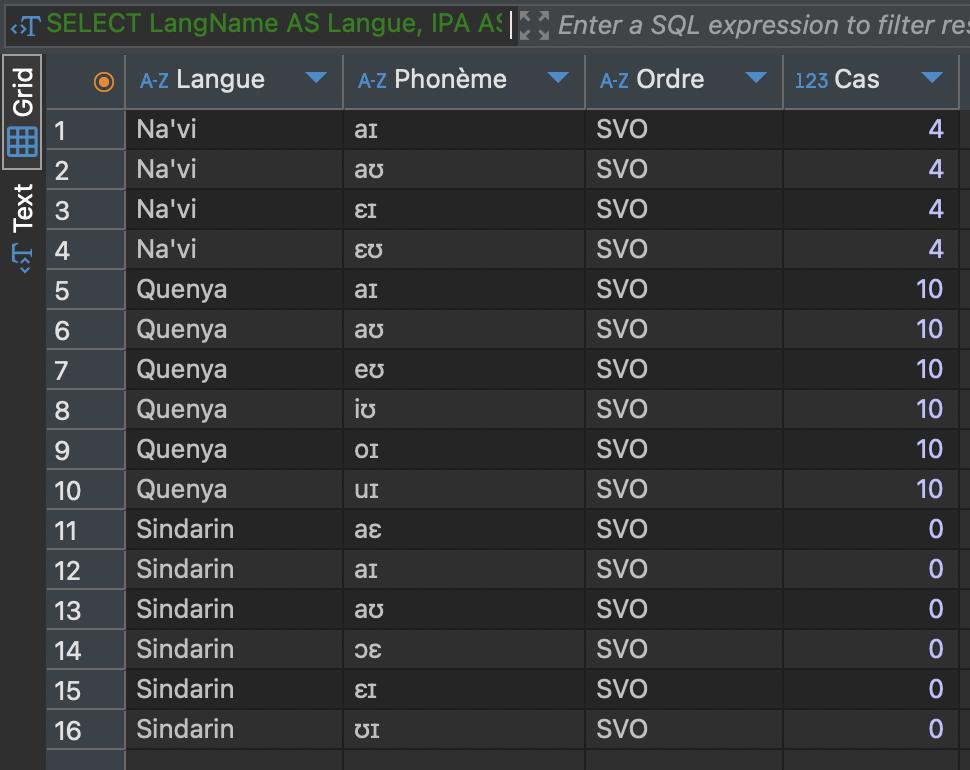 SELECT LangName AS Langue, IPA AS Enter a SQL expression to filter res
Grid
Text
A-Z Langue A-Z Phonème A-Z Ordre 123 Cas
1 Na'vi aɪ SVO 4
2 Na'vi aʊ SVO 4
3 Na'vi ɛɪ SVO 4
4 Na'vi ɛʊ SVO 4
5 Quenya aɪ SVO 10
6 Quenya aʊ SVO 10
7 Quenya eʊ SVO 10
8 Quenya iʊ SVO 10
9 Quenya oɪ SVO 10
10 Quenya uɪ SVO 10
11 Sindarin aɛ SVO 0
12 Sindarin aɪ SVO 0
13 Sindarin aʊ SVO 0
14 Sindarin ɔɛ SVO 0
15 Sindarin ɛɪ SVO 0
16 Sindarin ʊɪ SVO 0